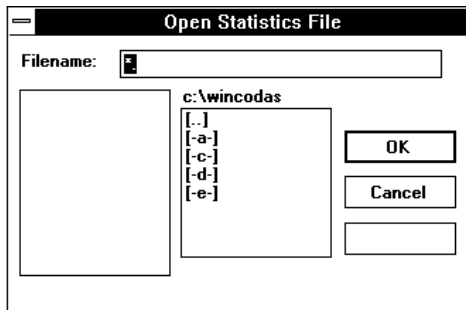 Open Statistics File
Filename: *.
c:\wincodas
[..]
[-a-]
[-c-]
[-d-]
[-e-]
OK
Cancel